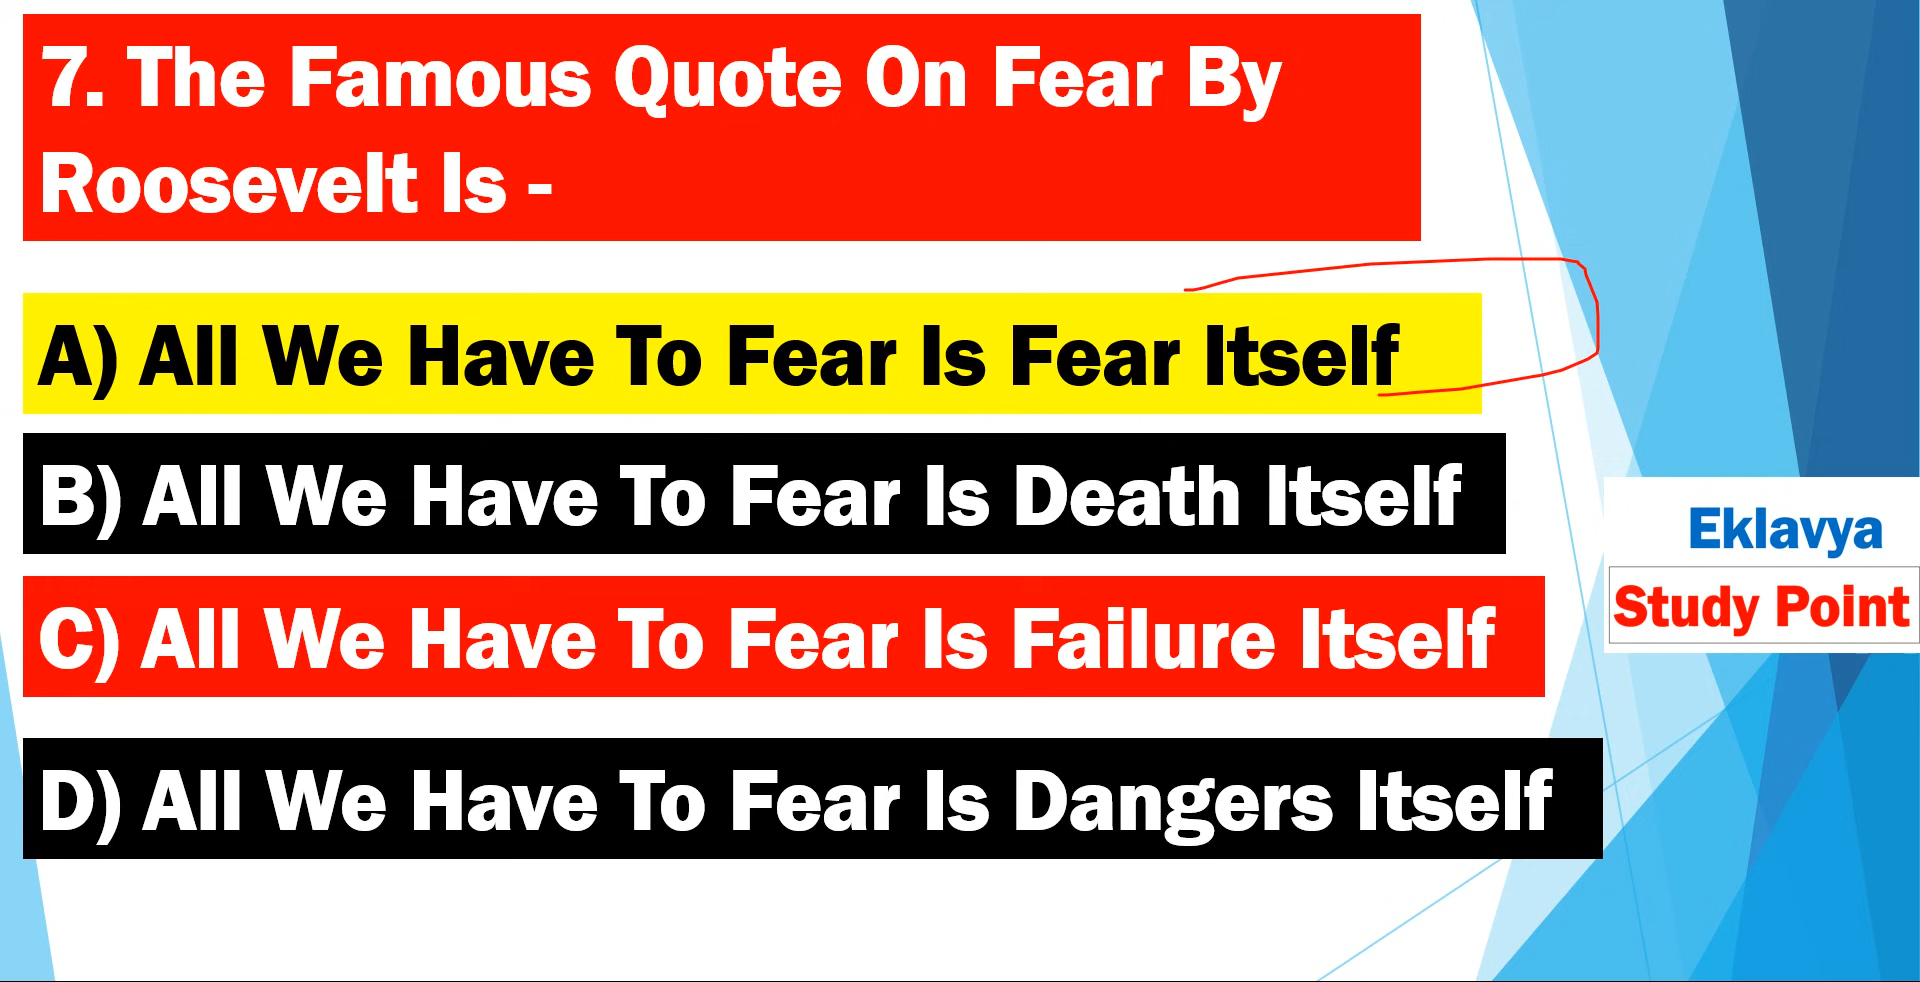 7. The Famous Quote On Fear By
Roosevelt Is -
A) All We Have To Fear Is Fear Itself
B) All We Have To Fear Is Death Itself
C) All We Have To Fear Is Failure Itself
D) All We Have To Fear Is Dangers Itself
Eklavya
Study Point